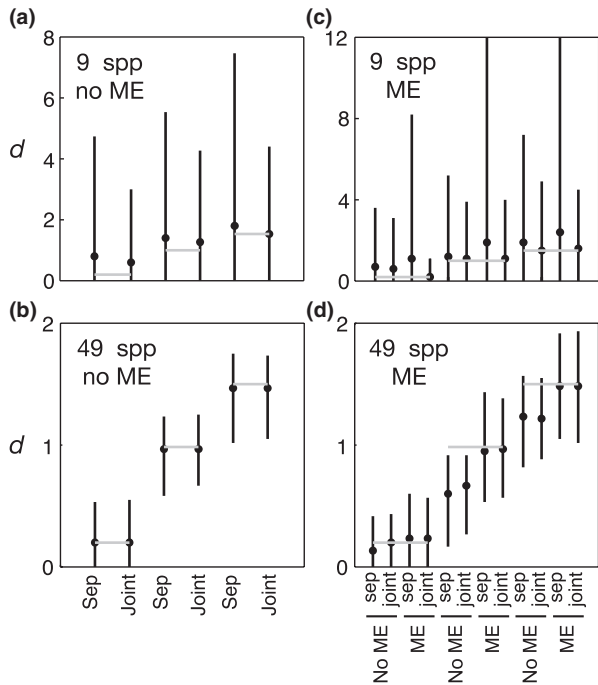 (a)
8
9 spp
no ME
6
d
4
2
0
(c)
12
9 spp
ME
8
4
0
(b)
2
49 spp
no ME
d
1
0
Sep
Joint
Sep
Joint
Sep
Joint
(d)
2
49 spp
ME
1
0
sep
joint
sep
joint
sep
joint
sep
joint
sep
joint
sep
joint
No ME
ME
No ME
ME
No ME
ME